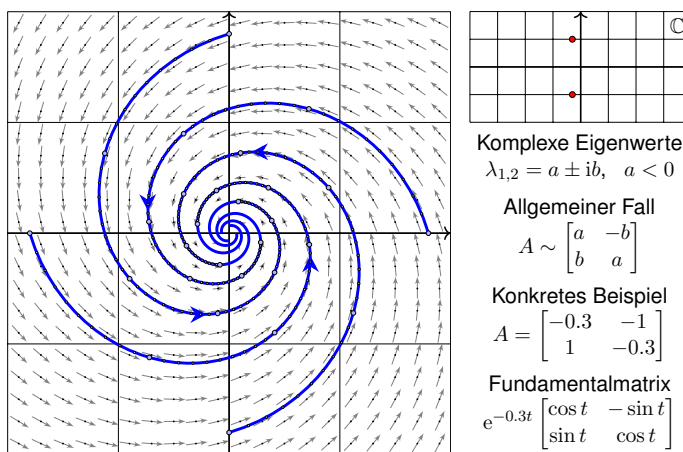 ℂ
Komplexe Eigenwerte
λ₁,₂ = a ± ib, a < 0
Allgemeiner Fall
A ∼ [a −b
b a]
Konkretes Beispiel
A = [−0.3 −1
1 −0.3]
Fundamentalmatrix
e^{−0.3t} [cos t − sin t
sin t cos t]